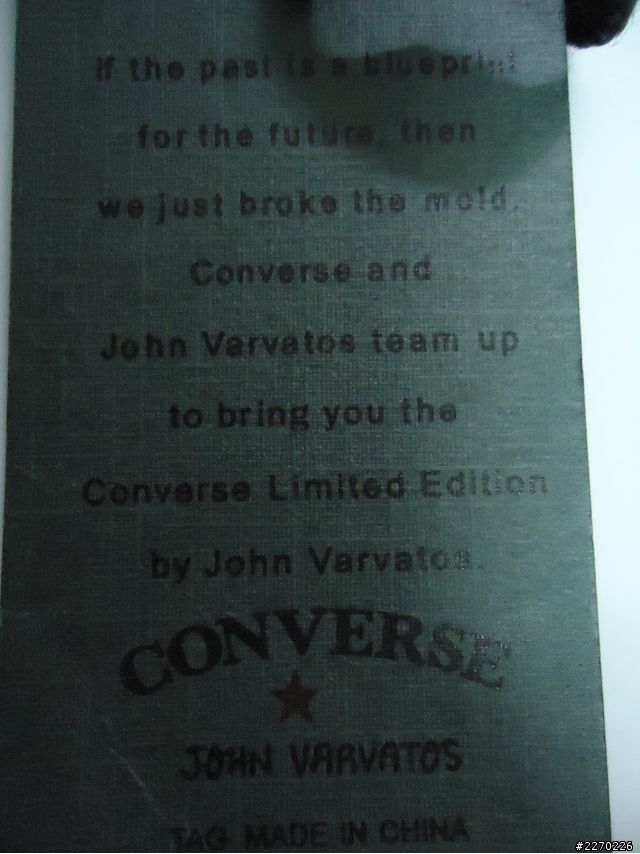 If the past is a blueprint
for the future, then
we just broke the mold.
Converse and
John Varvatos team up
to bring you the
Converse Limited Edition
by John Varvatos.
CONVERSE
JOHN VARVATOS
TAG MADE IN CHINA
#2270226